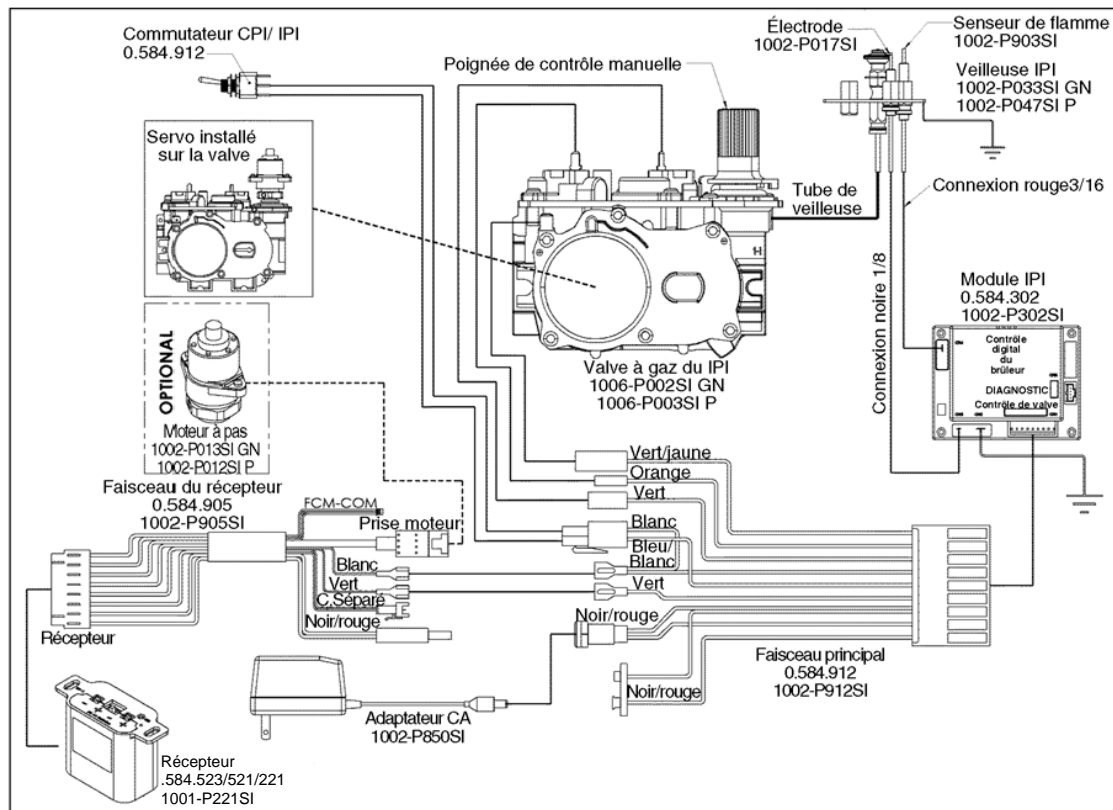 Commutateur CPI/ IPI
0.584.912
Poignée de contrôle manuelle
Électrode
1002-P017SI
Senseur de flamme
1002-P903SI
Veilleuse IPI
1002-P033SI GN
1002-P047SI P
Servo installé
sur la valve
Tube de
veilleuse
Connexion rouge3/16
Connexion noire 1/8
H
Module IPI
0.584.302
1002-P302SI
Contrôle
digital
du
brûleur
DIAGNOSTIC
Contrôle de valve
Valve à gaz du IPI
1006-P002SI GN
1006-P003SI P
OPTIONAL
Moteur à pas
1002-P013SI GN
1002-P012SI P
Faisceau du récepteur
0.584.905
1002-P905SI
FCM-COM
Prise moteur
Vert/jaune
Orange
Vert
Blanc
Bleu/
Blanc
Vert
Blanc
Vert
C.Séparé
Noir/rouge
Noir/rouge
Récepteur
Noir/rouge
Faisceau principal
0.584.912
1002-P912SI
Adaptateur CA
1002-P850SI
Récepteur
.584.523/521/221
1001-P221SI